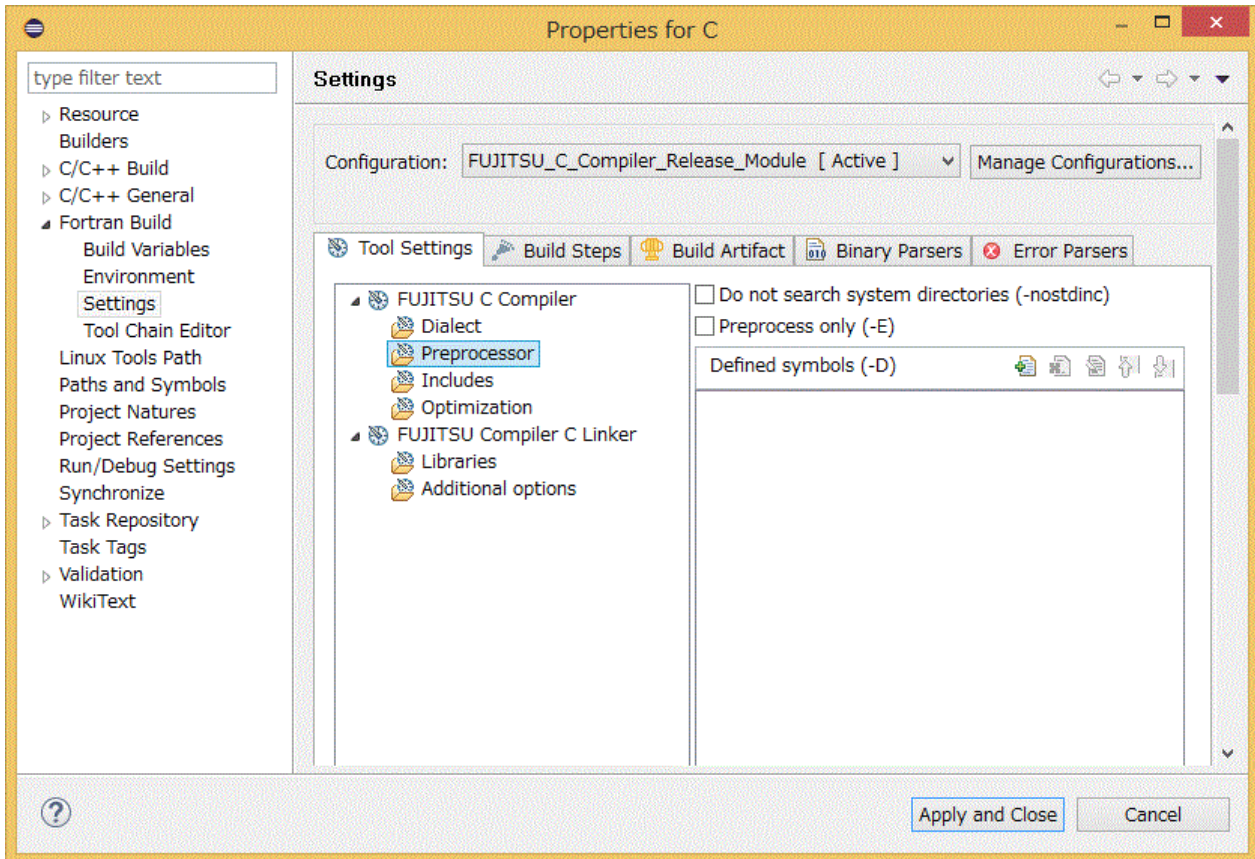 Properties for C
type filter text
Resource
Builders
C/C++ Build
C/C++ General
Fortran Build
Build Variables
Environment
Settings
Tool Chain Editor
Linux Tools Path
Paths and Symbols
Project Natures
Project References
Run/Debug Settings
Synchronize
Task Repository
Task Tags
Validation
WikiText
Settings
Configuration: FUJITSU_C_Compiler_Release_Module [ Active ] Manage Configurations...
Tool Settings Build Steps Build Artifact Binary Parsers Error Parsers
FUJITSU C Compiler
Dialect
Preprocessor
Includes
Optimization
FUJITSU Compiler C Linker
Libraries
Additional options
Do not search system directories (-nostdinc)
Preprocess only (-E)
Defined symbols (-D)
? Apply and Close Cancel